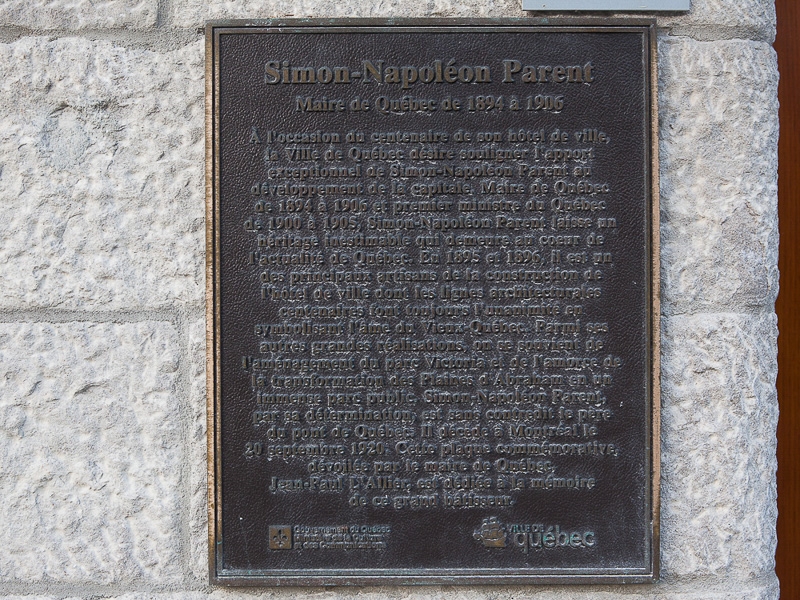 Simon-Napoléon Parent
Maire de Québec de 1894 à 1906
À l'occasion du centenaire de son hôtel de ville,
la Ville de Québec désire souligner l'apport
exceptionnel de Simon-Napoléon Parent au
développement de la capitale. Maire de Québec
de 1894 à 1906 et premier ministre du Québec
de 1900 à 1905, Simon-Napoléon Parent laisse un
héritage inestimable qui demeure au coeur de
l'actualité de Québec. En 1895 et 1896, il est un
des principaux artisans de la construction de
l'hôtel de ville dont les lignes architecturales
centenaires font toujours l'unanimité en
symbolisant l'âme du Vieux-Québec. Parmi ses
autres grandes réalisations, on se souvient de
l'aménagement du parc Victoria et de l'amorce de
la transformation des Plaines d'Abraham en un
immense parc public. Simon-Napoléon Parent,
par sa détermination, est sans contredit le père
du pont de Québec. Il décède à Montréal le
20 septembre 1920. Cette plaque commémorative,
dévoilée par le maire de Québec,
Jean-Paul L'Allier, est dédiée à la mémoire
de ce grand bâtisseur.
Gouvernement du Québec
Ministère de la Culture
et des Communications
VILLE DE
québec